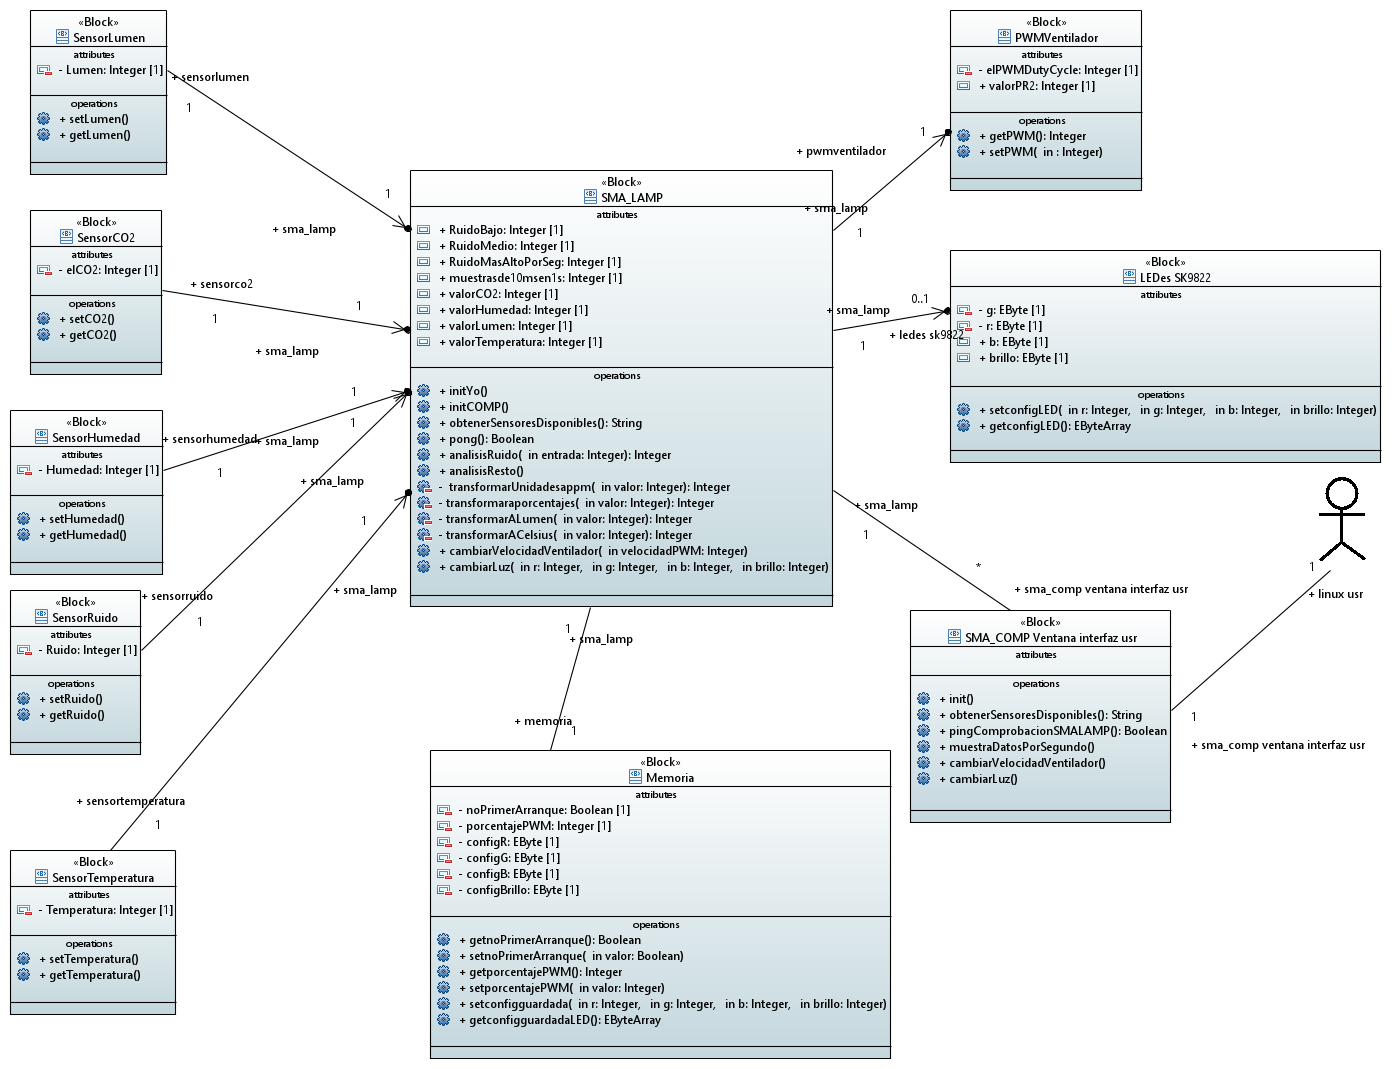 «Block»
SensorLumen
attributes
- Lumen: Integer [1]
operations
+ setLumen()
+ getLumen()
+ sensorlumen
1
1
+ sma_lamp
«Block»
SensorCO2
attributes
- elCO2: Integer [1]
operations
+ setCO2()
+ getCO2()
+ sensorco2
1
1
+ sma_lamp
«Block»
SensorHumedad
attributes
- Humedad: Integer [1]
operations
+ setHumedad()
+ getHumedad()
+ sensorhumedad
1
1
+ sma_lamp
«Block»
SensorRuido
attributes
- Ruido: Integer [1]
operations
+ setRuido()
+ getRuido()
+ sensorruido
1
1
+ sma_lamp
«Block»
SensorTemperatura
attributes
- Temperatura: Integer [1]
operations
+ setTemperatura()
+ getTemperatura()
+ sensortemperatura
1
1
+ sma_lamp
«Block»
SMA_LAMP
attributes
+ RuidoBajo: Integer [1]
+ RuidoMedio: Integer [1]
+ RuidoMasAltoPorSeg: Integer [1]
+ muestrasde10msen1s: Integer [1]
+ valorCO2: Integer [1]
+ valorHumedad: Integer [1]
+ valorLumen: Integer [1]
+ valorTemperatura: Integer [1]
operations
+ initYo()
+ initCOMP()
+ obtenerSensoresDisponibles(): String
+ pong(): Boolean
+ analisisRuido( in entrada: Integer): Integer
+ analisisResto()
- transformarUnidadesappm( in valor: Integer): Integer
- transformaraporcentajes( in valor: Integer): Integer
- transformarALumen( in valor: Integer): Integer
- transformarACelsius( in valor: Integer): Integer
+ cambiarVelocidadVentilador( in velocidadPWM: Integer)
+ cambiarLuz( in r: Integer, in g: Integer, in b: Integer, in brillo: Integer)
1
+ sma_lamp
+ memoria
1
«Block»
Memoria
attributes
- noPrimerArranque: Boolean [1]
- porcentajePWM: Integer [1]
- configR: EByte [1]
- configG: EByte [1]
- configB: EByte [1]
- configBrillo: EByte [1]
operations
+ getnoPrimerArranque(): Boolean
+ setnoPrimerArranque( in valor: Boolean)
+ getporcentajePWM(): Integer
+ setporcentajePWM( in valor: Integer)
+ setconfigguardada( in r: Integer, in g: Integer, in b: Integer, in brillo: Integer)
+ getconfigguardadaLED(): EByteArray
«Block»
PWMVentilador
attributes
- elPWMDutyCycle: Integer [1]
+ valorPR2: Integer [1]
operations
+ getPWM(): Integer
+ setPWM( in : Integer)
1
+ pwmventilador
+ sma_lamp
1
«Block»
LEDes SK9822
attributes
- g: EByte [1]
- r: EByte [1]
+ b: EByte [1]
+ brillo: EByte [1]
operations
+ setconfigLED( in r: Integer, in g: Integer, in b: Integer, in brillo: Integer)
+ getconfigLED(): EByteArray
0..1
+ sma_lamp
+ ledes sk9822
1
+ sma_lamp
1
*
+ sma_comp ventana interfaz usr
«Block»
SMA_COMP Ventana interfaz usr
attributes
operations
+ init()
+ obtenerSensoresDisponibles(): String
+ pingComprobacionSMALAMP(): Boolean
+ muestraDatosPorSegundo()
+ cambiarVelocidadVentilador()
+ cambiarLuz()
1
+ linux usr
1
+ sma_comp ventana interfaz usr